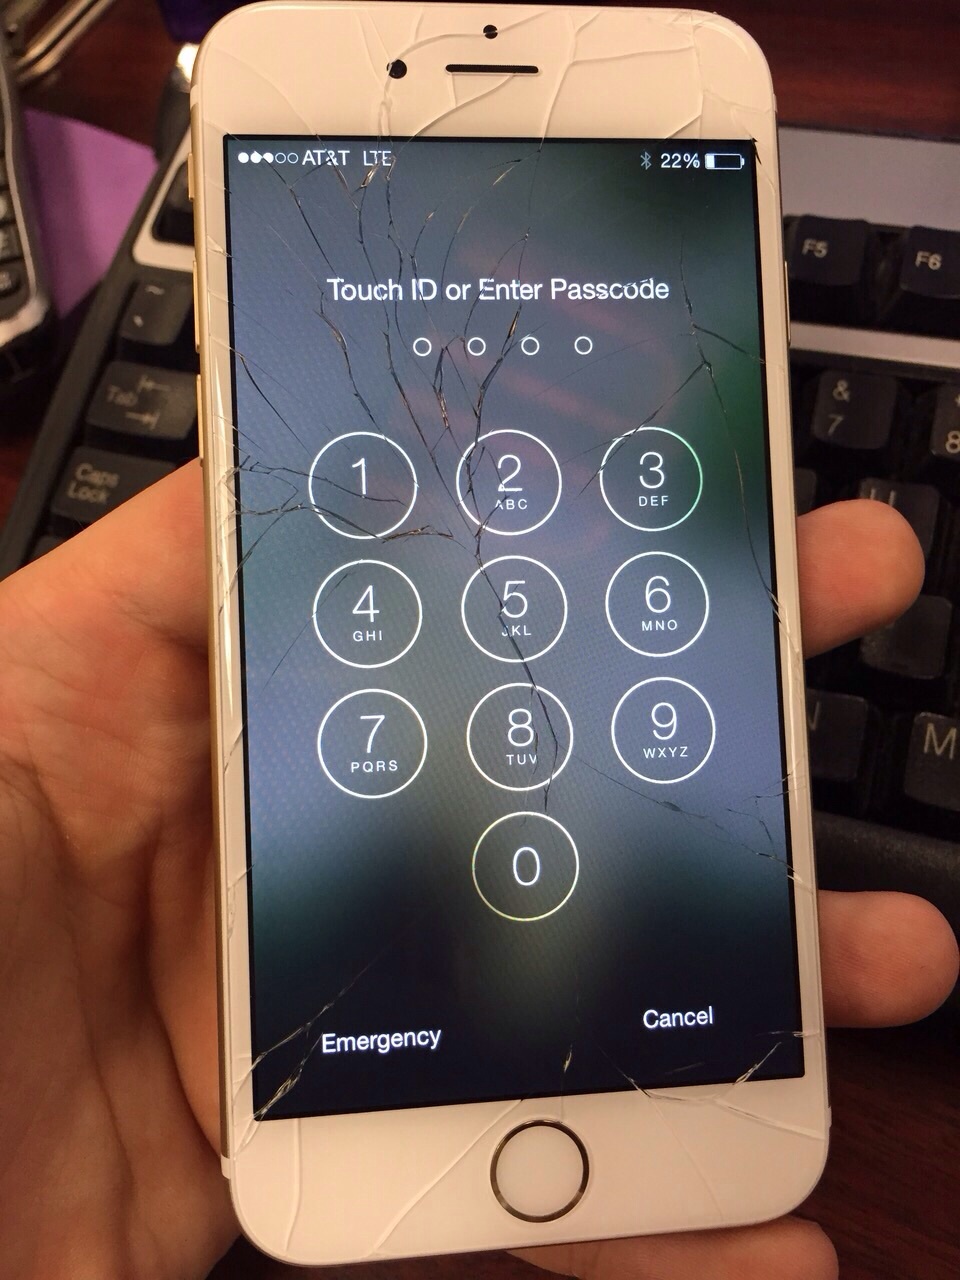 AT&T LTE 22%
Touch ID or Enter Passcode
1 2 3
ABC DEF
4 5 6
GHI JKL MNO
7 8 9
PQRS TUV WXYZ
0
Emergency Cancel
F5 F6
~
Tab
& 7
8
Caps Lock
U
N M